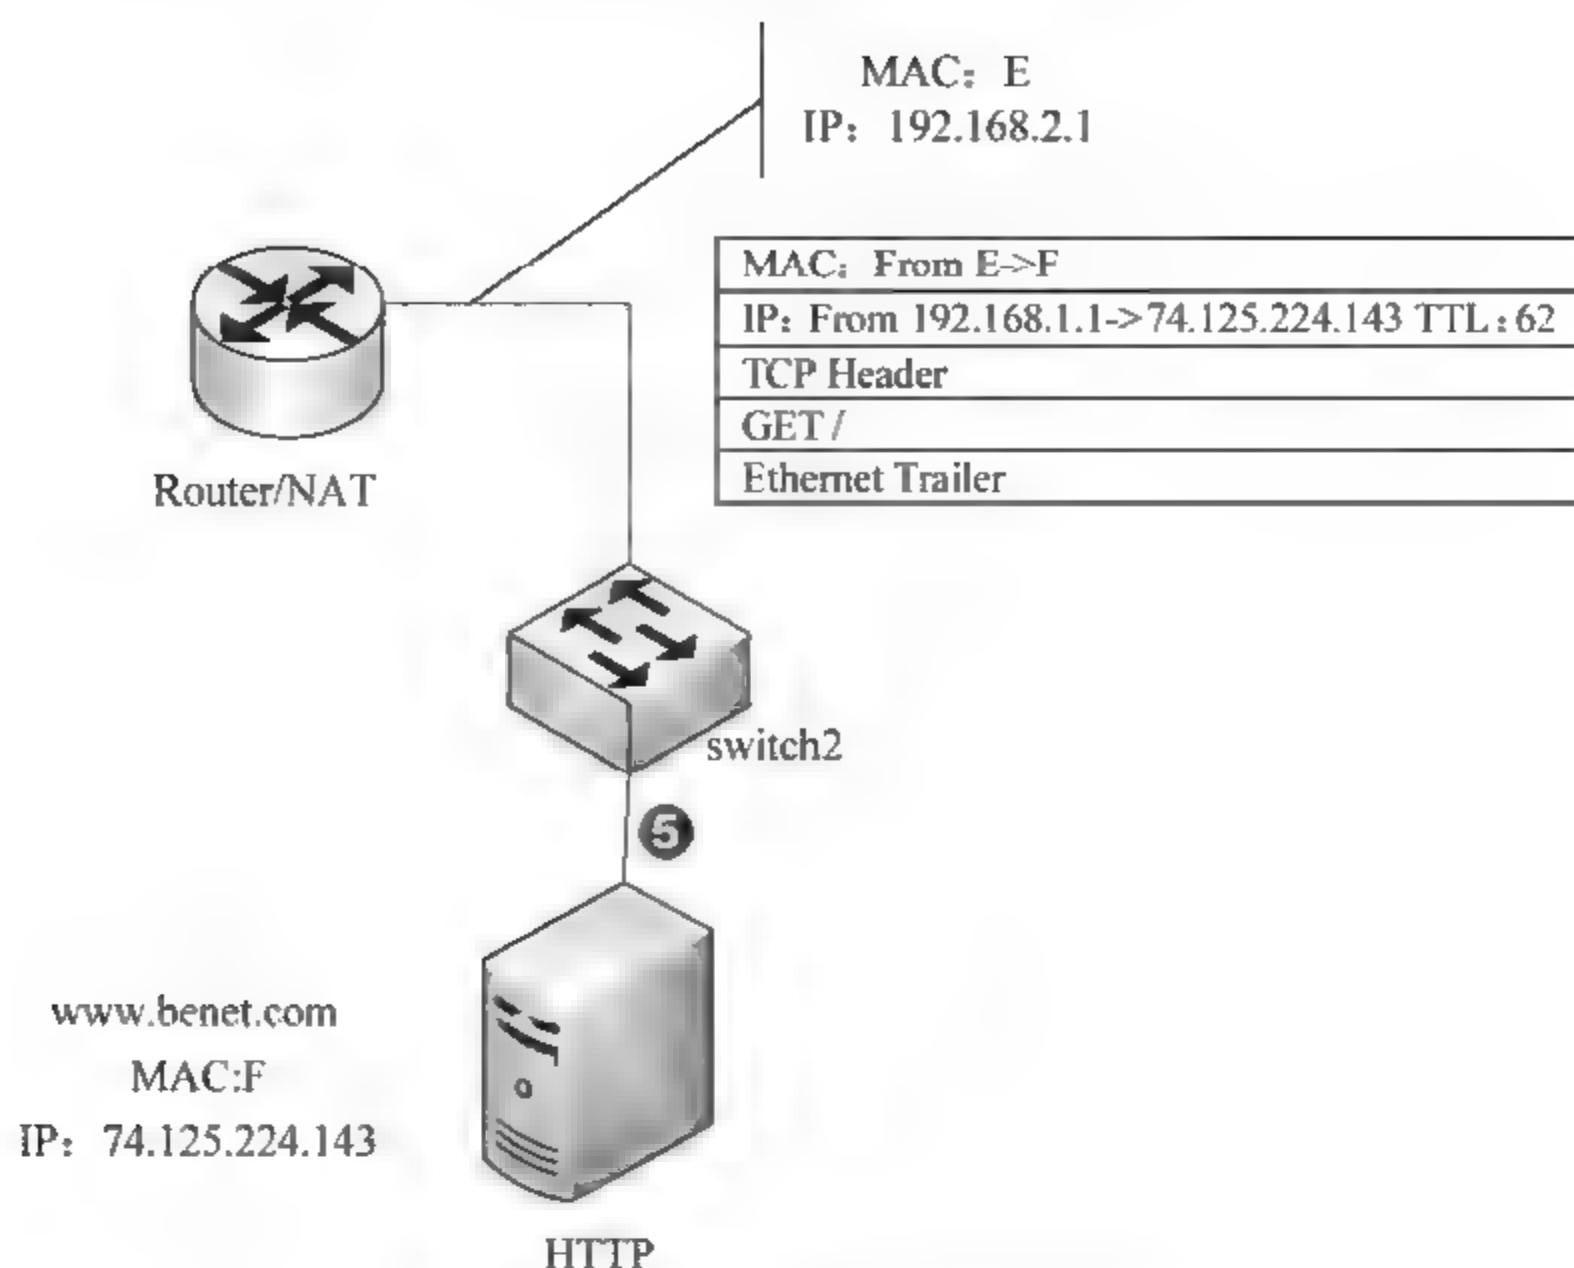 MAC：E
IP：192.168.2.1
MAC：From E->F
IP：From 192.168.1.1->74.125.224.143 TTL：62
TCP Header
GET /
Ethernet Trailer
Router/NAT
switch2
5
www.benet.com
MAC:F
IP：74.125.224.143
HTTP